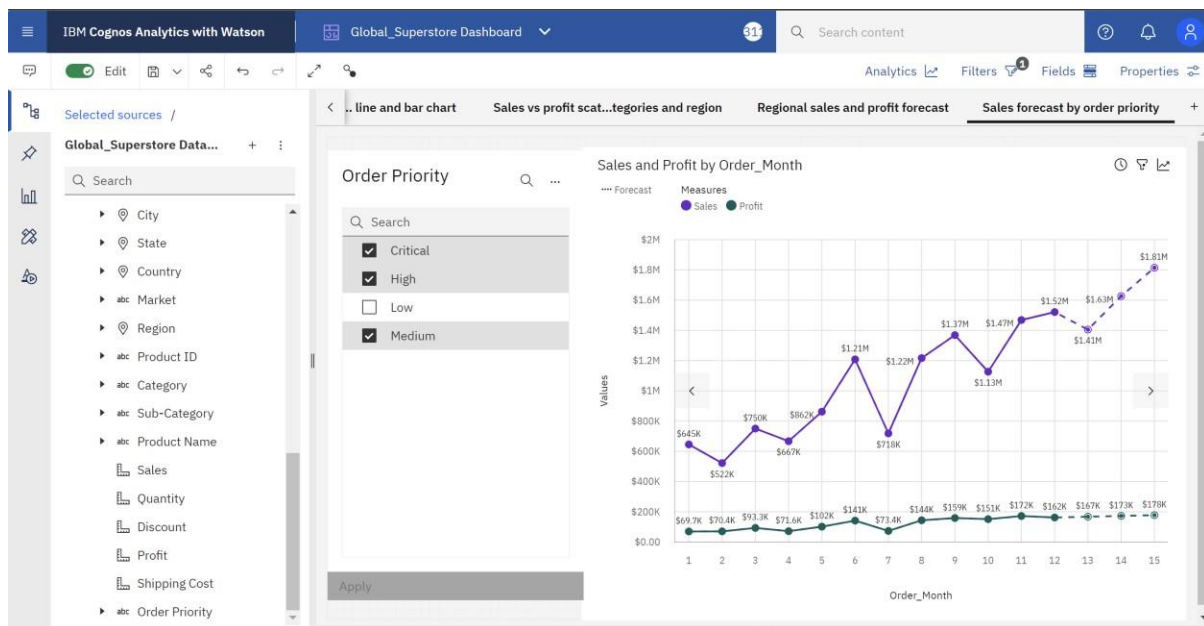 IBM Cognos Analytics with Watson
Global_Superstore Dashboard
Search content
Edit
Analytics
Filters
1
Fields
Properties
Selected sources /
Global_Superstore Data...
Search
City
State
Country
Market
Region
Product ID
Category
Sub-Category
Product Name
Sales
Quantity
Discount
Profit
Shipping Cost
Order Priority
abc
abc
abc
abc
abc
abc
.. line and bar chart
Sales vs profit scat...tegories and region
Regional sales and profit forecast
Sales forecast by order priority
Order Priority
Search
Critical
High
Low
Medium
Apply
Sales and Profit by Order_Month
Forecast
Measures
Sales Profit
Values
$2M
$1.8M
$1.6M
$1.4M
$1.2M
$1M
$800K
$600K
$400K
$200K
$0.00
$645K
$522K
$750K
$667K
$862K
$1.21M
$718K
$1.22M
$1.37M
$1.13M
$1.47M
$1.52M
$1.41M
$1.63M
$1.81M
$69.7K $70.4K $93.3K $71.6K $102K $141K $73.4K $144K $159K $151K $172K $162K $167K $173K $178K
1 2 3 4 5 6 7 8 9 10 11 12 13 14 15
Order_Month